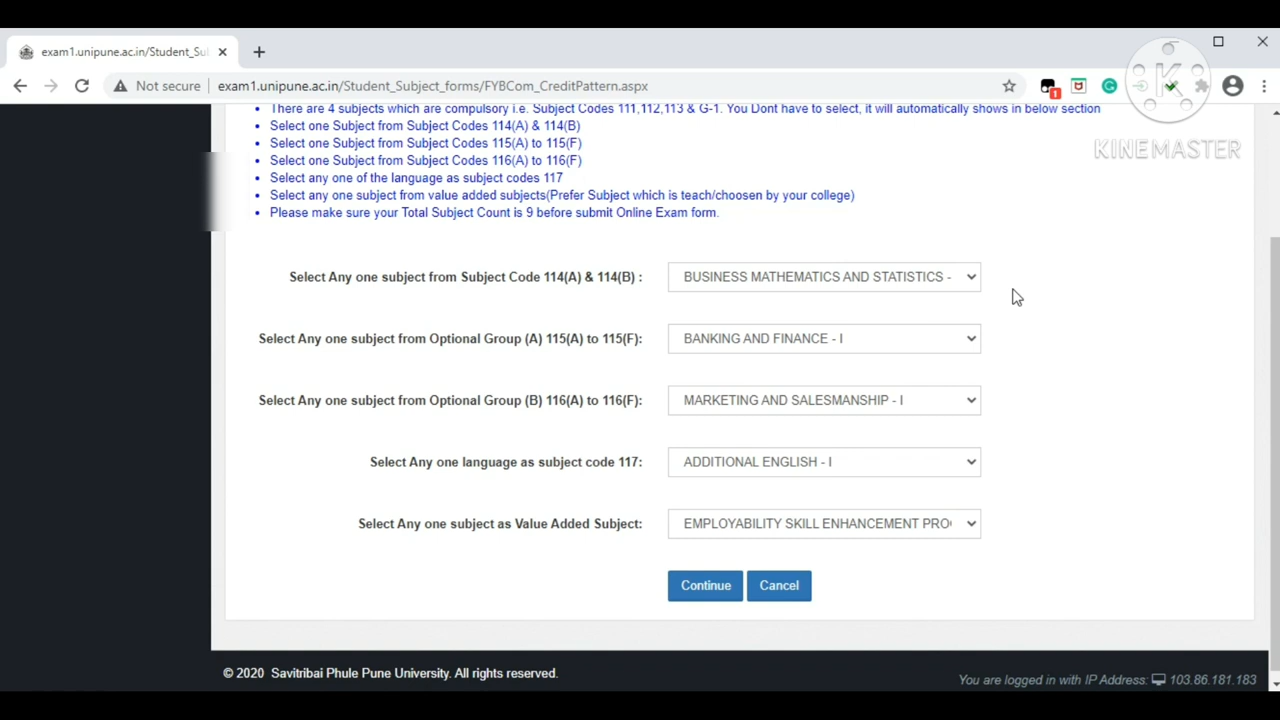 exam1.unipune.ac.in/Student_Su
Not secure
exam1.unipune.ac.in/Student_Subject_forms/FYBCom_CreditPattern.aspx
1
KINEMASTER
There are 4 subjects which are compulsory i.e. Subject Codes 111,112,113 & G-1. You Dont have to select, it will automatically shows in below section
Select one Subject from Subject Codes 114(A) & 114(B)
Select one Subject from Subject Codes 115(A) to 115(F)
Select one Subject from Subject Codes 116(A) to 116(F)
Select any one of the language as subject codes 117
Select any one subject from value added subjects(Prefer Subject which is teach/choosen by your college)
Please make sure your Total Subject Count is 9 before submit Online Exam form.
Select Any one subject from Subject Code 114(A) & 114(B) : BUSINESS MATHEMATICS AND STATISTICS -
Select Any one subject from Optional Group (A) 115(A) to 115(F): BANKING AND FINANCE - I
Select Any one subject from Optional Group (B) 116(A) to 116(F): MARKETING AND SALESMANSHIP - I
Select Any one language as subject code 117: ADDITIONAL ENGLISH - I
Select Any one subject as Value Added Subject: EMPLOYABILITY SKILL ENHANCEMENT PRO
Continue Cancel
© 2020 Savitribai Phule Pune University. All rights reserved.
You are logged in with IP Address: 103.86.181.183